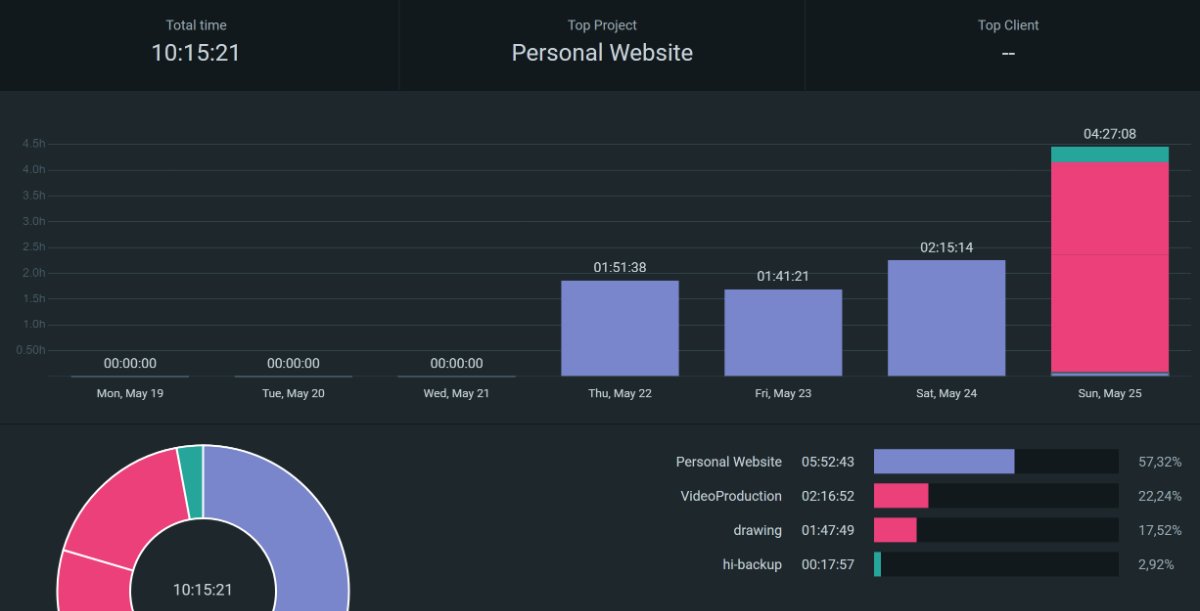 Total time
10:15:21
Top Project
Personal Website
Top Client
--
04:27:08
4.5h
4.0h
3.5h
3.0h
2.5h
2.0h
1.5h
1.0h
0.50h
02:15:14
01:51:38
01:41:21
00:00:00
00:00:00
00:00:00
Mon, May 19
Tue, May 20
Wed, May 21
Thu, May 22
Fri, May 23
Sat, May 24
Sun, May 25
Personal Website 05:52:43 57,32%
VideoProduction 02:16:52 22,24%
drawing 01:47:49 17,52%
hi-backup 00:17:57 2,92%
10:15:21